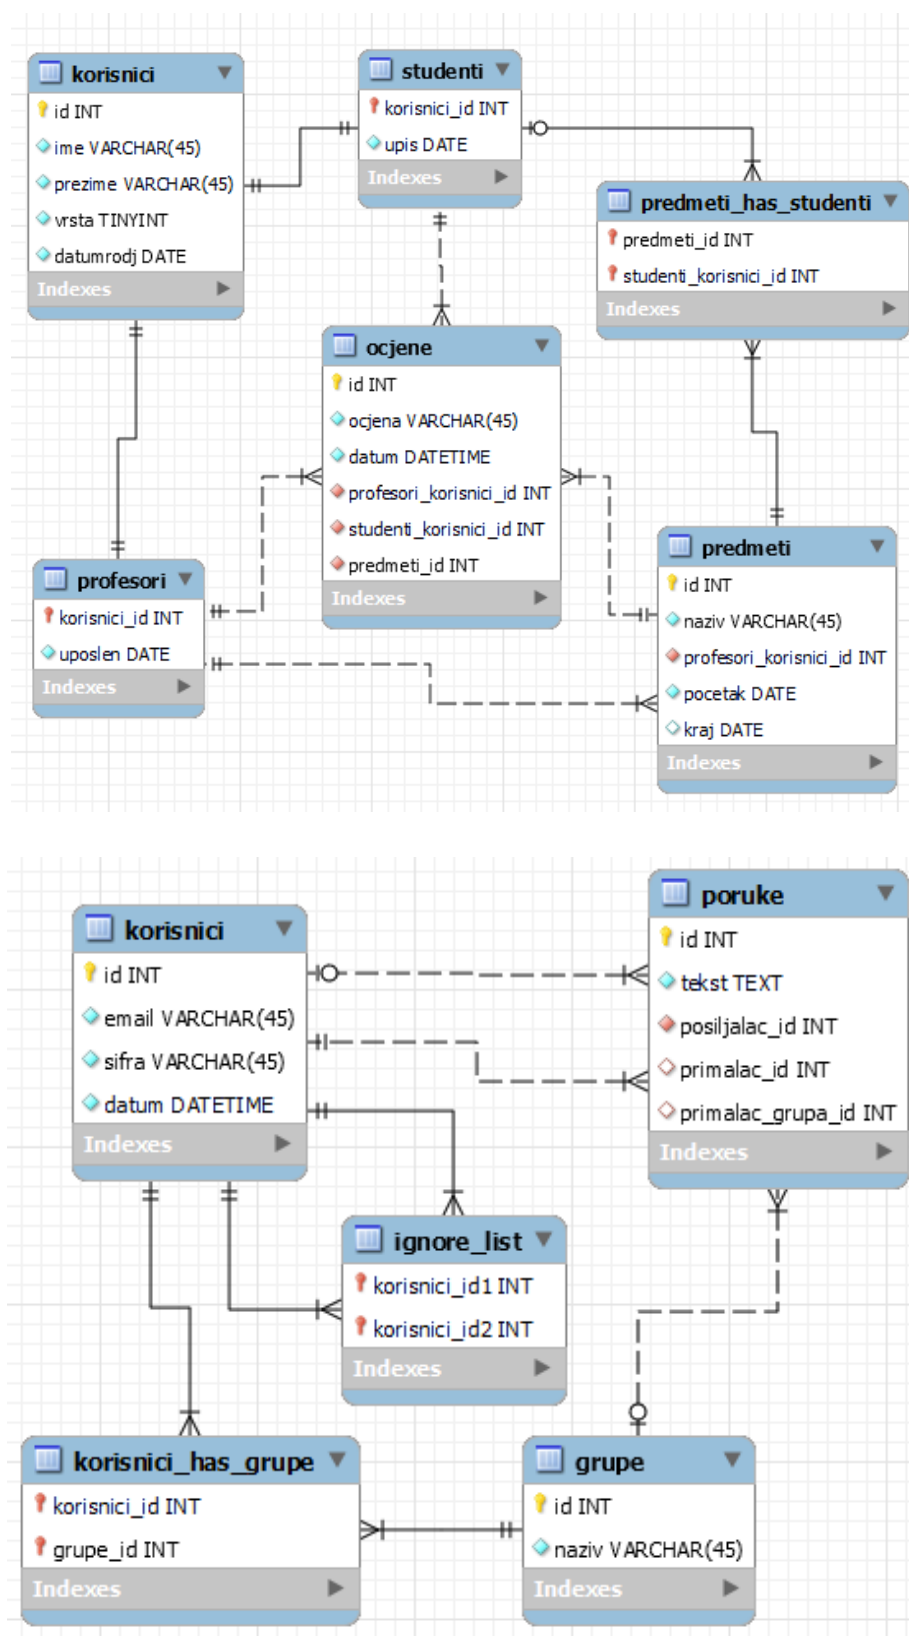 korisnici
id INT
ime VARCHAR(45)
prezime VARCHAR(45)
vrsta TINYINT
datumrodj DATE
Indexes
studenti
korisnici_id INT
upis DATE
Indexes
predmeti_has_studenti
predmeti_id INT
studenti_korisnici_id INT
Indexes
ocjene
id INT
ocjena VARCHAR(45)
datum DATETIME
profesori_korisnici_id INT
studenti_korisnici_id INT
predmeti_id INT
Indexes
profesori
korisnici_id INT
uposlen DATE
Indexes
predmeti
id INT
naziv VARCHAR(45)
profesori_korisnici_id INT
pocetak DATE
kraj DATE
Indexes
korisnici
id INT
email VARCHAR(45)
sifra VARCHAR(45)
datum DATETIME
Indexes
poruke
id INT
tekst TEXT
posiljalac_id INT
primalac_id INT
primalac_grupa_id INT
Indexes
ignore_list
korisnici_id1 INT
korisnici_id2 INT
Indexes
korisnici_has_grupe
korisnici_id INT
grupe_id INT
Indexes
grupe
id INT
naziv VARCHAR(45)
Indexes